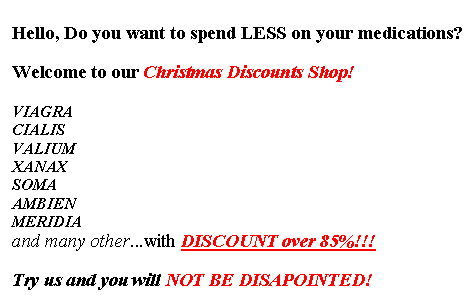 Hello, Do you want to spend LESS on your medications?
Welcome to our Christmas Discounts Shop!
VIAGRA
CIALIS
VALIUM
XANAX
SOMA
AMBIEN
MERIDIA
and many other...with DISCOUNT over 85%!!!
Try us and you will NOT BE DISAPOINTED!